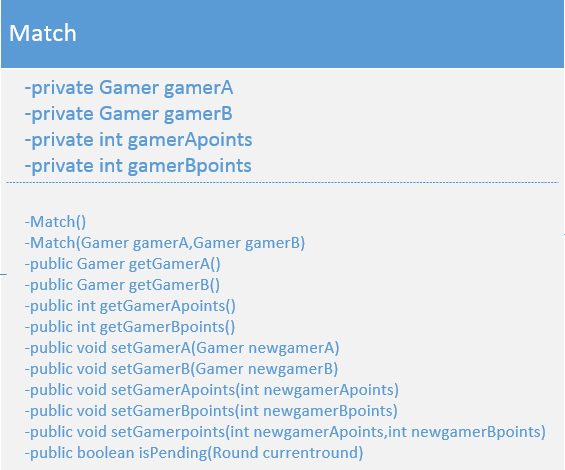 Match
-private Gamer gamerA
-private Gamer gamerB
-private int gamerApoints
-private int gamerBpoints
-Match()
-Match(Gamer gamerA,Gamer gamerB)
-public Gamer getGamerA()
-public Gamer getGamerB()
-public int getGamerApoints()
-public int getGamerBpoints()
-public void setGamerA(Gamer newgamerA)
-public void setGamerB(Gamer newgamerB)
-public void setGamerApoints(int newgamerApoints)
-public void setGamerBpoints(int newgamerBpoints)
-public void setGamerpoints(int newgamerApoints,int newgamerBpoints)
-public boolean isPending(Round currentround)